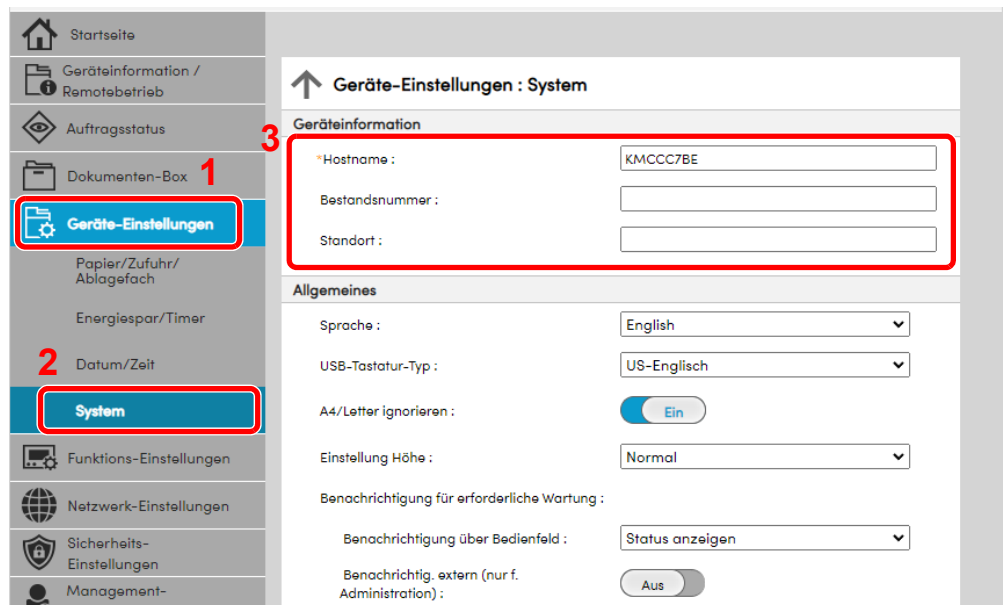 Startseite
Geräteinformation /
Remotebetrieb
Auftragsstatus
Dokumenten-Box
1
Geräte-Einstellungen
Papier/Zufuhr/
Ablagefach
Energiespar/Timer
2
Datum/Zeit
System
Funktions-Einstellungen
Netzwerk-Einstellungen
Sicherheits-
Einstellungen
Management-
Geräte-Einstellungen : System
Geräteinformation
3
*Hostname : KMCCC7BE
Bestandsnummer :
Standort :
Allgemeines
Sprache : English
USB-Tastatur-Typ : US-Englisch
A4/Letter ignorieren : Ein
Einstellung Höhe : Normal
Benachrichtigung für erforderliche Wartung :
Benachrichtigung über Bedienfeld : Status anzeigen
Benachrichtig. extern (nur f.
Administration) : Aus